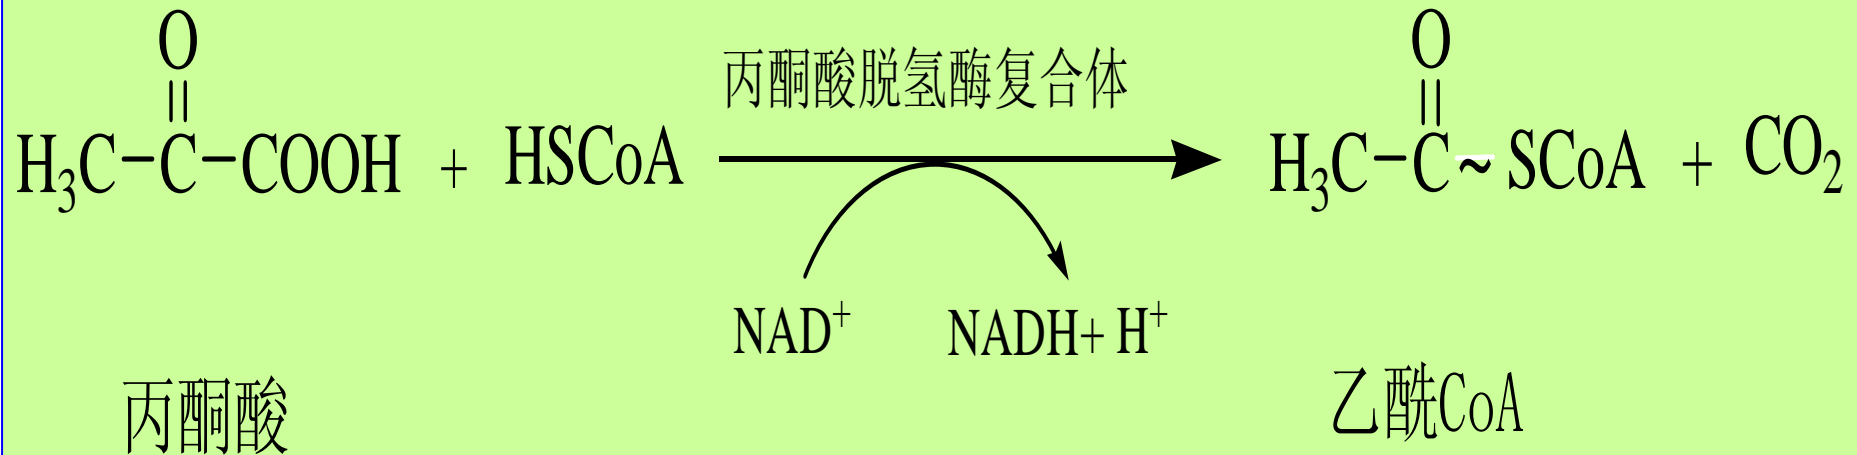 O O
丙酮酸脱氢酶复合体
H₃C－C－COOH + HSCoA H₃C－C~SCoA + CO₂
NAD⁺ NADH+ H⁺
丙酮酸 乙酰CoA